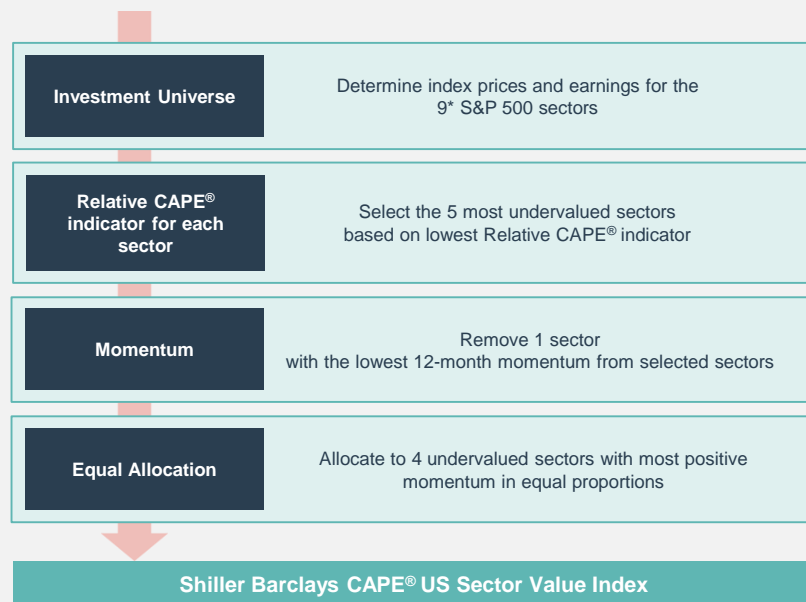 Investment Universe
Determine index prices and earnings for the
9* S&P 500 sectors
Relative CAPE®
indicator for each
sector
Select the 5 most undervalued sectors
based on lowest Relative CAPE® indicator
Momentum
Remove 1 sector
with the lowest 12-month momentum from selected sectors
Equal Allocation
Allocate to 4 undervalued sectors with most positive
momentum in equal proportions
Shiller Barclays CAPE® US Sector Value Index